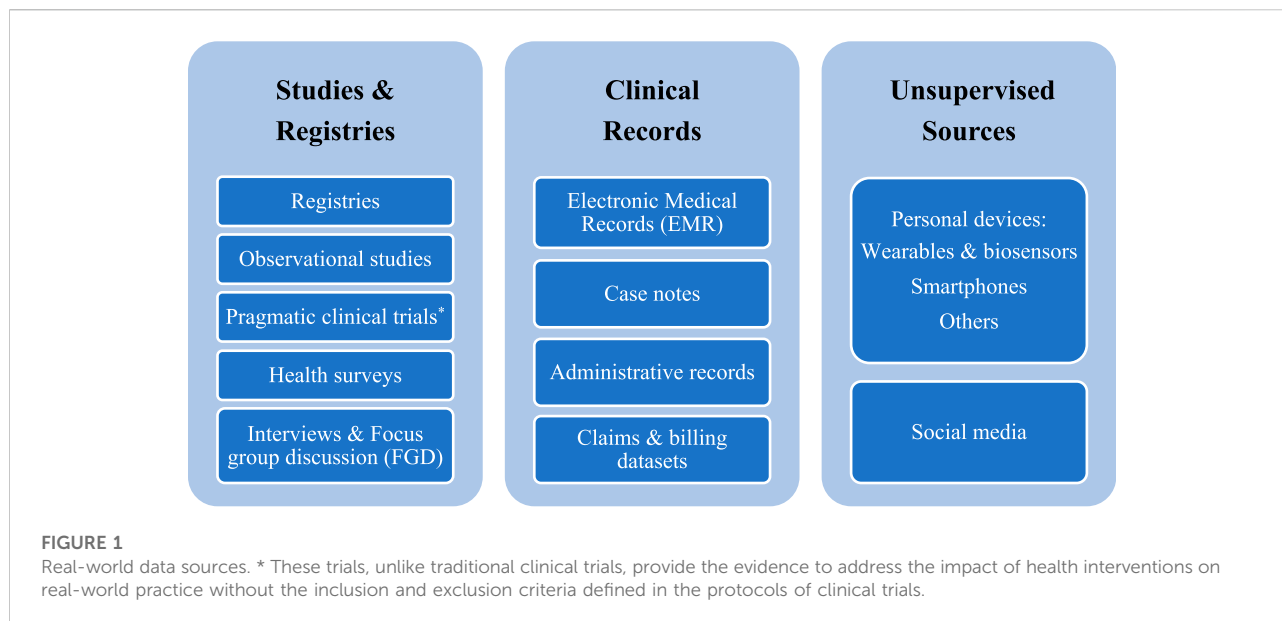 Studies &
Registries
Registries
Observational studies
Pragmatic clinical trials*
Health surveys
Interviews & Focus
group discussion (FGD)
Clinical
Records
Electronic Medical
Records (EMR)
Case notes
Administrative records
Claims & billing
datasets
Unsupervised
Sources
Personal devices:
Wearables & biosensors
Smartphones
Others
Social media
FIGURE 1
Real-world data sources. * These trials, unlike traditional clinical trials, provide the evidence to address the impact of health interventions on
real-world practice without the inclusion and exclusion criteria defined in the protocols of clinical trials.